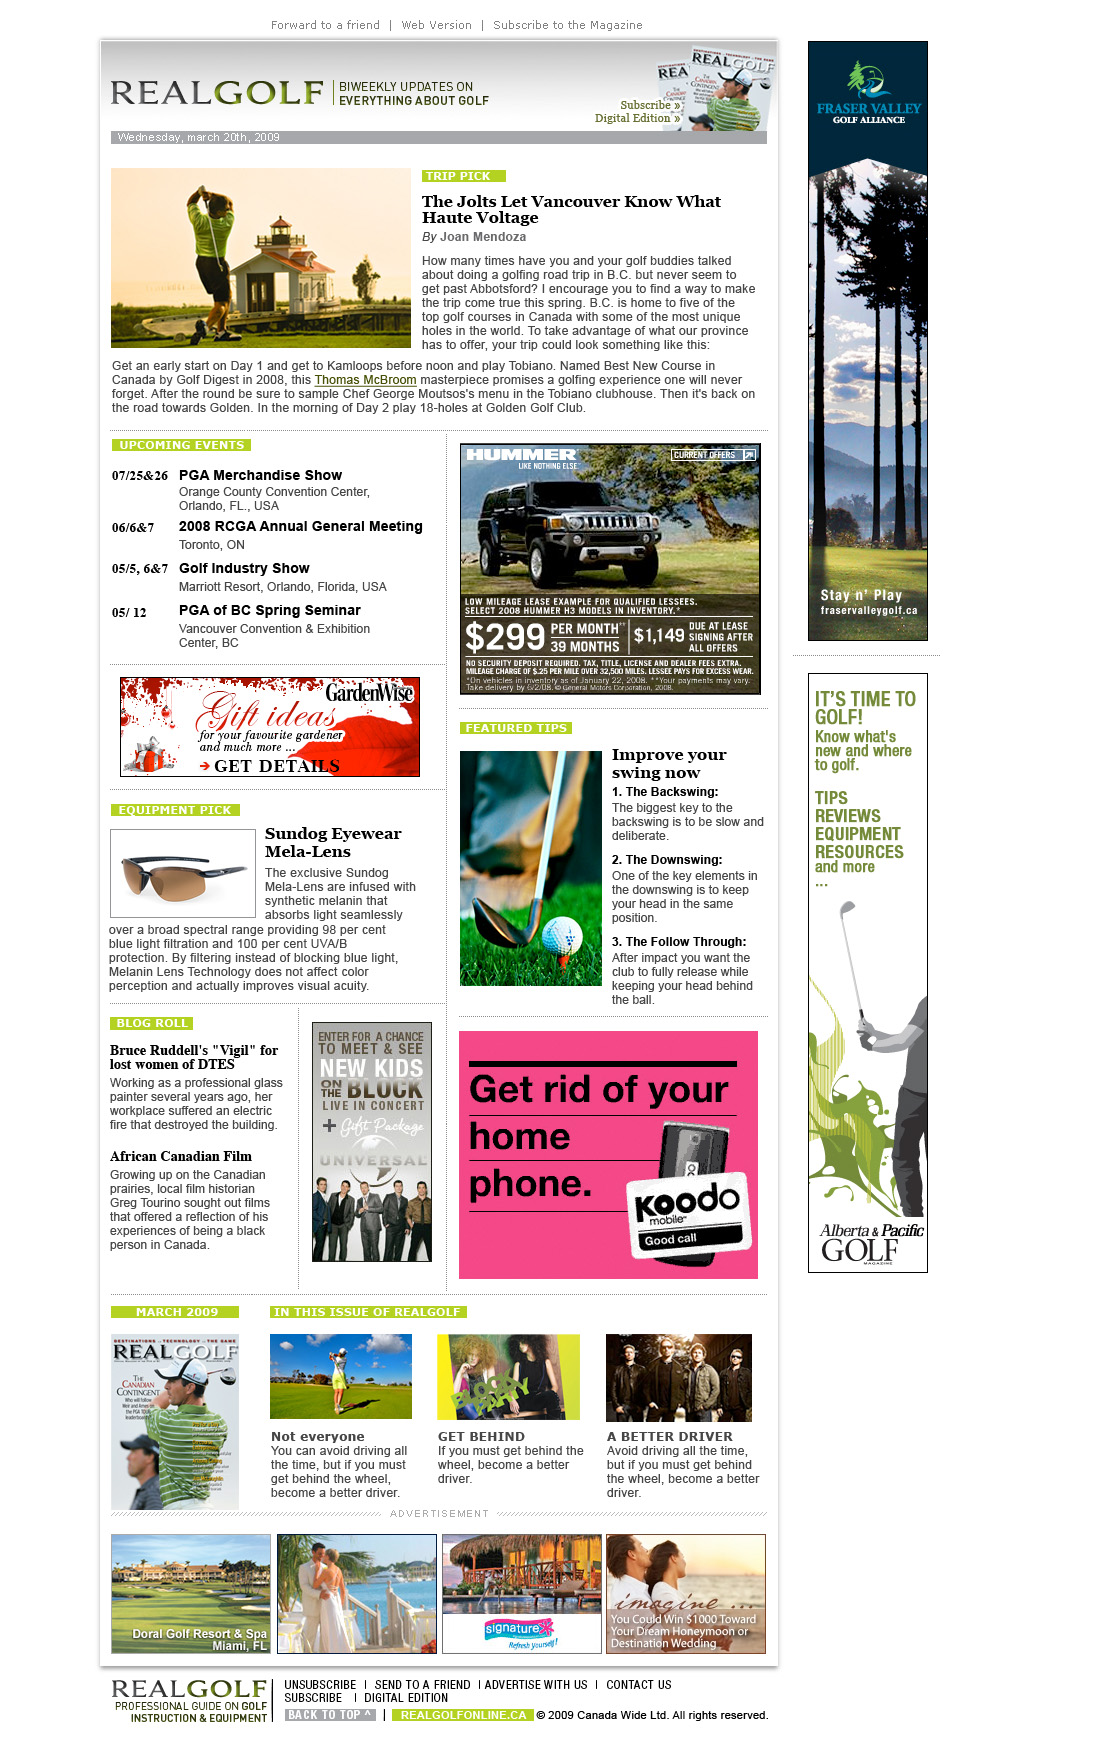 Forward to a friend | Web Version | Subscribe to the Magazine
REALGOLF
BIWEEKLY UPDATES ON
EVERYTHING ABOUT GOLF
Subscribe »
Digital Edition »
REALGOLF
THE CANADIAN CONTINGENT
Wednesday, march 20th, 2009
TRIP PICK
The Jolts Let Vancouver Know What
Haute Voltage
By Joan Mendoza
How many times have you and your golf buddies talked
about doing a golfing road trip in B.C. but never seem to
get past Abbotsford? I encourage you to find a way to make
the trip come true this spring. B.C. is home to five of the
top golf courses in Canada with some of the most unique
holes in the world. To take advantage of what our province
has to offer, your trip could look something like this:
Get an early start on Day 1 and get to Kamloops before noon and play Tobiano. Named Best New Course in
Canada by Golf Digest in 2008, this Thomas McBroom masterpiece promises a golfing experience one will never
forget. After the round be sure to sample Chef George Moutsos's menu in the Tobiano clubhouse. Then it's back on
the road towards Golden. In the morning of Day 2 play 18-holes at Golden Golf Club.
UPCOMING EVENTS
07/25&26 PGA Merchandise Show
Orange County Convention Center,
Orlando, FL., USA
06/6&7 2008 RCGA Annual General Meeting
Toronto, ON
05/5, 6&7 Golf Industry Show
Marriott Resort, Orlando, Florida, USA
05/ 12 PGA of BC Spring Seminar
Vancouver Convention & Exhibition
Center, BC
GardenWise
Gift ideas
for your favourite gardener
and much more ...
GET DETAILS
EQUIPMENT PICK
Sundog Eyewear
Mela-Lens
The exclusive Sundog
Mela-Lens are infused with
synthetic melanin that
absorbs light seamlessly
over a broad spectral range providing 98 per cent
blue light filtration and 100 per cent UVA/B
protection. By filtering instead of blocking blue light,
Melanin Lens Technology does not affect color
perception and actually improves visual acuity.
BLOG ROLL
Bruce Ruddell's "Vigil" for
lost women of DTES
Working as a professional glass
painter several years ago, her
workplace suffered an electric
fire that destroyed the building.
African Canadian Film
Growing up on the Canadian
prairies, local film historian
Greg Tourino sought out films
that offered a reflection of his
experiences of being a black
person in Canada.
ENTER FOR A CHANCE
TO MEET & SEE
NEW KIDS
ON THE BLOCK
LIVE IN CONCERT
+ Gift Package
UNIVERSAL
HUMMER
LIKE NOTHING ELSE
CURRENT OFFERS
LOW MILEAGE LEASE EXAMPLE FOR QUALIFIED LESSEES.
SELECT 2008 HUMMER H3 MODELS IN INVENTORY.*
$299 PER MONTH** 39 MONTHS
$1,149 DUE AT LEASE SIGNING AFTER ALL OFFERS
NO SECURITY DEPOSIT REQUIRED. TAX, TITLE, LICENSE AND DEALER FEES EXTRA.
MILEAGE CHARGE OF $.25 PER MILE OVER 32,500 MILES. LESSEE PAYS FOR EXCESS WEAR.
*On vehicles in inventory as of January 22, 2008. **Your payments may vary.
Take delivery by 6/2/08. © General Motors Corporation, 2008.
FEATURED TIPS
Improve your
swing now
1. The Backswing:
The biggest key to the
backswing is to be slow and
deliberate.
2. The Downswing:
One of the key elements in
the downswing is to keep
your head in the same
position.
3. The Follow Through:
After impact you want the
club to fully release while
keeping your head behind
the ball.
Get rid of your
home
phone.
Koodo
mobile
Good call
MARCH 2009
DESTINATIONS TECHNOLOGY THE GAME
REALGOLF
THE CANADIAN
CONTINGENT
IN THIS ISSUE OF REALGOLF
Not everyone
You can avoid driving all
the time, but if you must
get behind the wheel,
become a better driver.
GET BEHIND
If you must get behind the
wheel, become a better
driver.
A BETTER DRIVER
Avoid driving all the time,
but if you must get behind
the wheel, become a better
driver.
ADVERTISEMENT
Doral Golf Resort & Spa
Miami, FL
signature
Refresh yourself!
imagine ...
You Could Win $1000 Toward
Your Dream Honeymoon or
Destination Wedding
REALGOLF
PROFESSIONAL GUIDE ON GOLF
INSTRUCTION & EQUIPMENT
UNSUBSCRIBE | SEND TO A FRIEND | ADVERTISE WITH US | CONTACT US
SUBSCRIBE | DIGITAL EDITION
BACK TO TOP ^ | REALGOLFONLINE.CA © 2009 Canada Wide Ltd. All rights reserved.
FRASER VALLEY
GOLF ALLIANCE
Stay n' Play
fraservalleygolf.ca
IT'S TIME TO
GOLF!
Know what's
new and where
to golf.
TIPS
REVIEWS
EQUIPMENT
RESOURCES
and more
...
Alberta & Pacific
GOLF
MAGAZINE